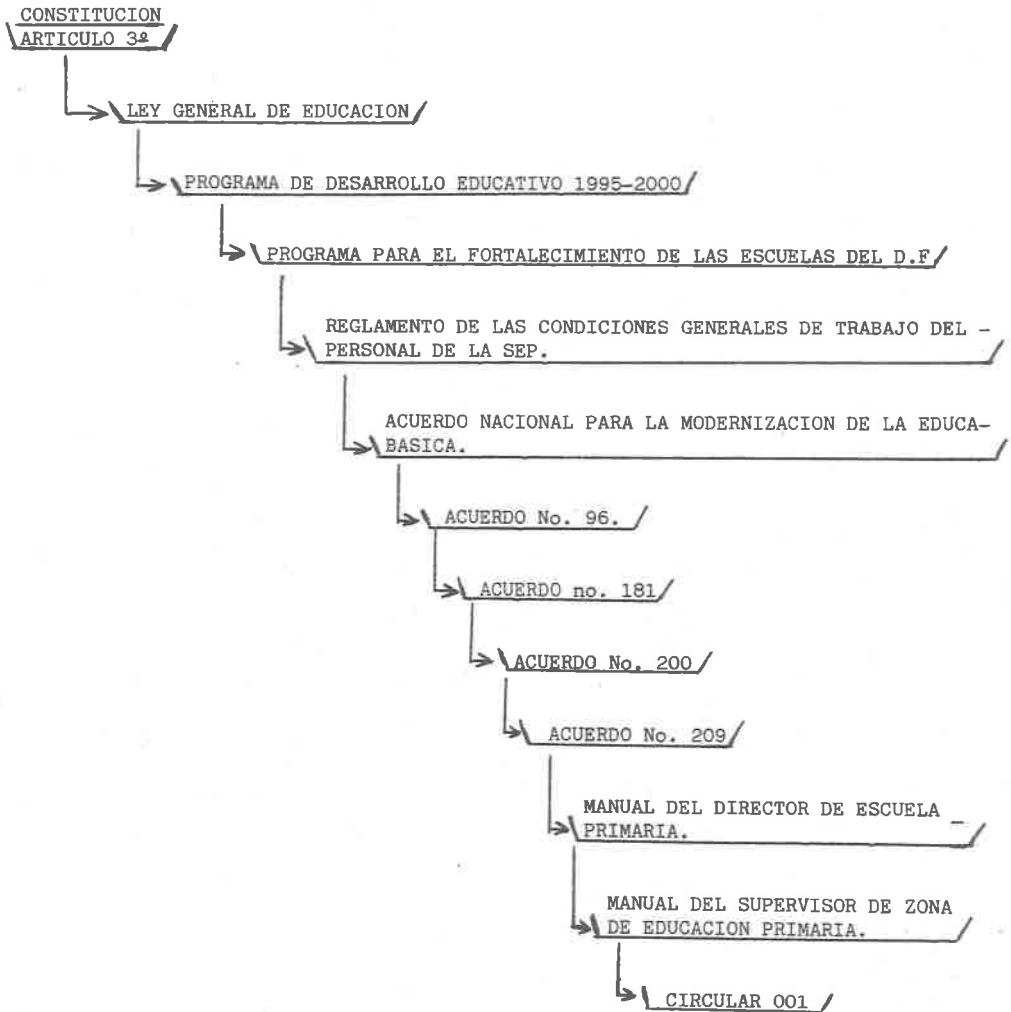 CONSTITUCION
ARTICULO 3º
LEY GENERAL DE EDUCACION
PROGRAMA DE DESARROLLO EDUCATIVO 1995-2000
PROGRAMA PARA EL FORTALECIMIENTO DE LAS ESCUELAS DEL D.F
REGLAMENTO DE LAS CONDICIONES GENERALES DE TRABAJO DEL -
PERSONAL DE LA SEP.
ACUERDO NACIONAL PARA LA MODERNIZACION DE LA EDUCA-
BASICA.
ACUERDO No. 96.
ACUERDO no. 181
ACUERDO No. 200
ACUERDO No. 209
MANUAL DEL DIRECTOR DE ESCUELA _
PRIMARIA.
MANUAL DEL SUPERVISOR DE ZONA
DE EDUCACION PRIMARIA.
CIRCULAR 001